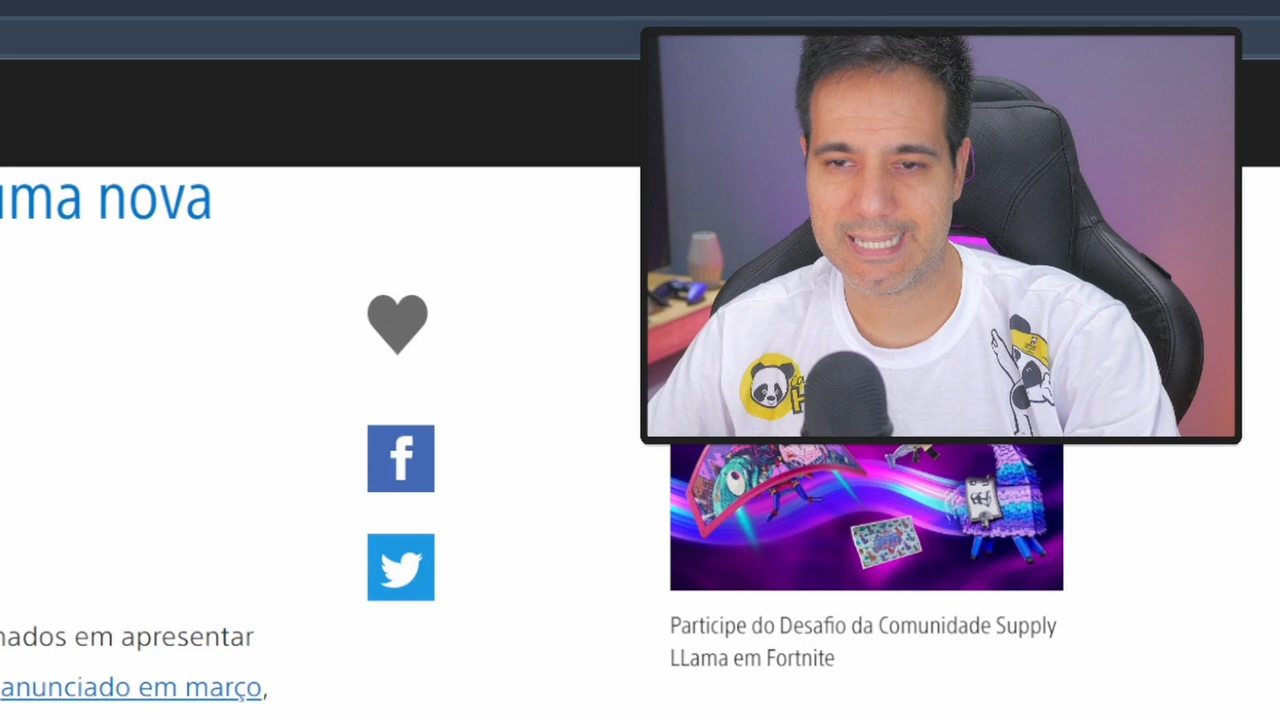 uma nova
nados em apresentar
anunciado em março,
Participe do Desafio da Comunidade Supply
LLama em Fortnite